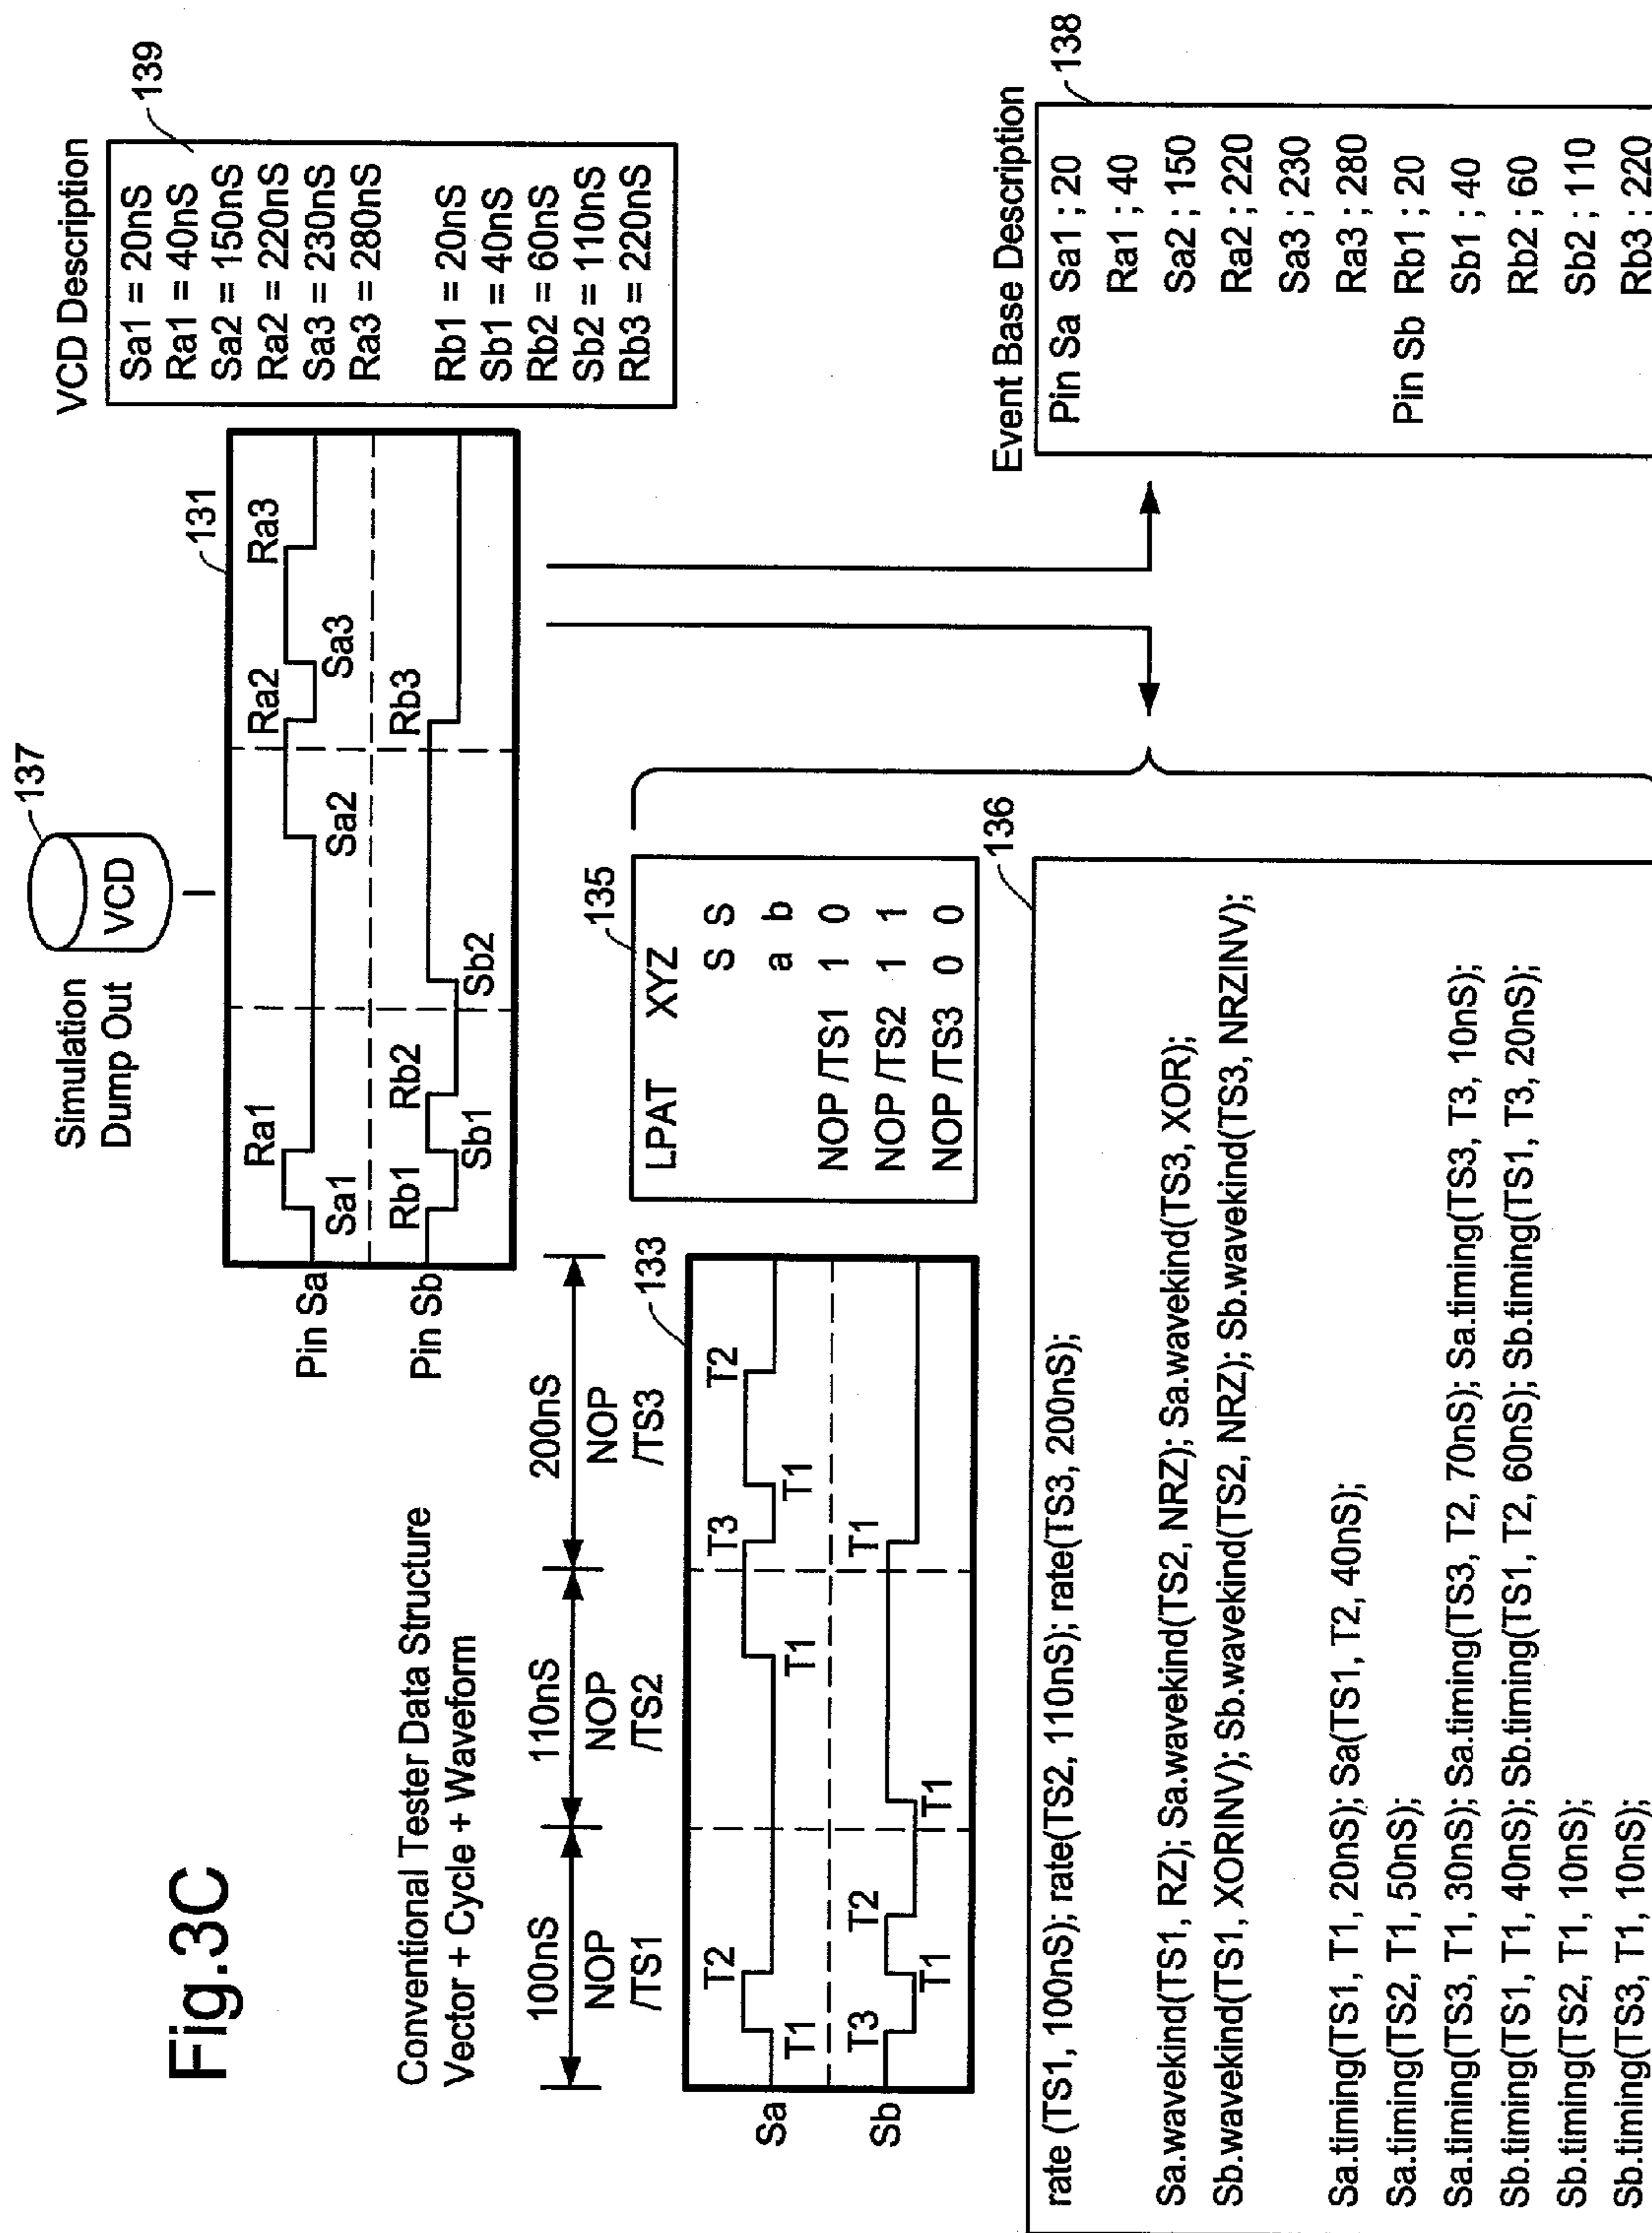 Fig.3C
Simulation
Dump Out
VCD
137
VCD Description
139
Sa1 = 20nS
Ra1 = 40nS
Sa2 = 150nS
Ra2 = 220nS
Sa3 = 230nS
Ra3 = 280nS
Rb1 = 20nS
Sb1 = 40nS
Rb2 = 60nS
Sb2 = 110nS
Rb3 = 220nS
131
Pin Sa
Ra1
Ra2
Ra3
Sa1
Sa2
Sa3
Pin Sb
Rb1
Rb2
Rb3
Sb1
Sb2
Conventional Tester Data Structure
Vector + Cycle + Waveform
100nS
110nS
200nS
NOP
/TS1
NOP
/TS2
NOP
/TS3
133
Sa
T2
T3
T2
T1
T1
T1
Sb
T3
T2
T1
T1
T1
135
LPAT XYZ
S S
a b
NOP /TS1 1 0
NOP /TS2 1 1
NOP /TS3 0 0
136
rate (TS1, 100nS); rate(TS2, 110nS); rate(TS3, 200nS);
Sa.wavekind(TS1, RZ); Sa.wavekind(TS2, NRZ); Sa.wavekind(TS3, XOR);
Sb.wavekind(TS1, XORINV); Sb.wavekind(TS2, NRZ); Sb.wavekind(TS3, NRZINV);
Sa.timing(TS1, T1, 20nS); Sa(TS1, T2, 40nS);
Sa.timing(TS2, T1, 50nS);
Sa.timing(TS3, T1, 30nS); Sa.timing(TS3, T2, 70nS); Sa.timing(TS3, T3, 10nS);
Sb.timing(TS1, T1, 40nS); Sb.timing(TS1, T2, 60nS); Sb.timing(TS1, T3, 20nS);
Sb.timing(TS2, T1, 10nS);
Sb.timing(TS3, T1, 10nS);
Event Base Description
138
Pin Sa Sa1 ; 20
Ra1 ; 40
Sa2 ; 150
Ra2 ; 220
Sa3 ; 230
Ra3 ; 280
Pin Sb Rb1 ; 20
Sb1 ; 40
Rb2 ; 60
Sb2 ; 110
Rb3 ; 220